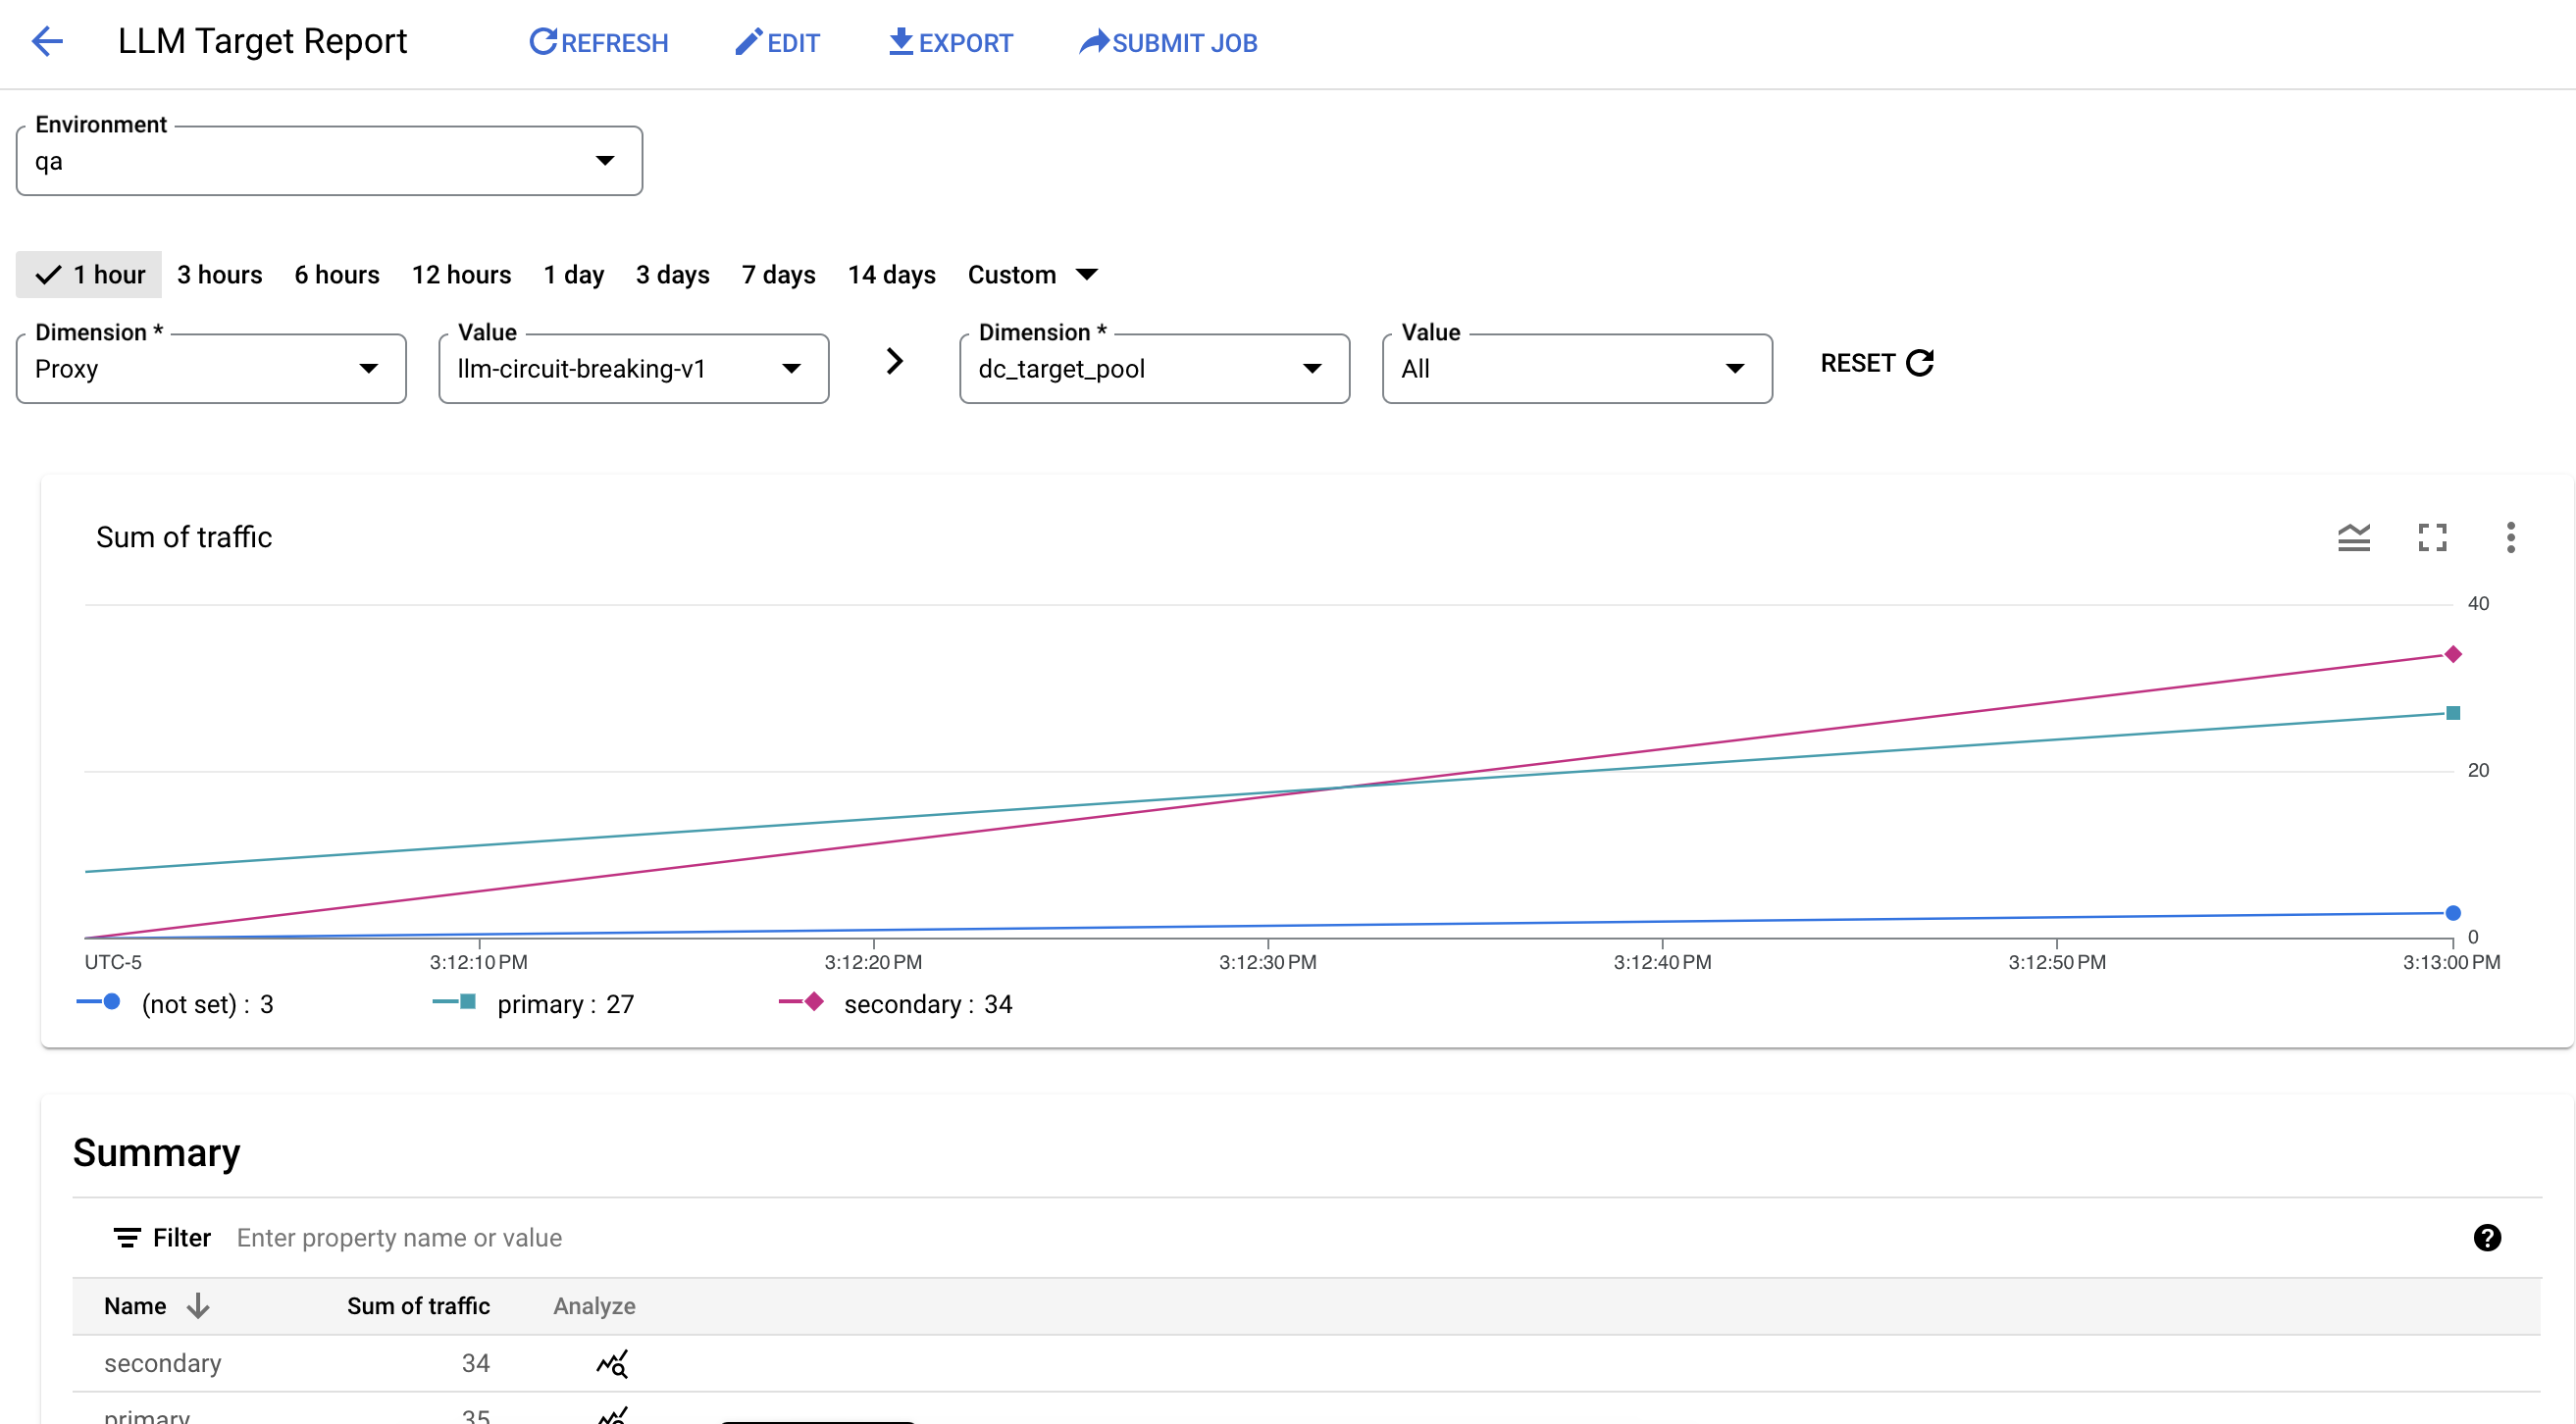 LLM Target Report REFRESH EDIT EXPORT SUBMIT JOB
Environment
qa
1 hour 3 hours 6 hours 12 hours 1 day 3 days 7 days 14 days Custom
Dimension * Value Dimension * Value
Proxy llm-circuit-breaking-v1 dc_target_pool All RESET
Sum of traffic
40
20
0
UTC-5 3:12:10 PM 3:12:20 PM 3:12:30 PM 3:12:40 PM 3:12:50 PM 3:13:00 PM
(not set) : 3 primary : 27 secondary : 34
Summary
Filter Enter property name or value
Name Sum of traffic Analyze
secondary 34
primary 35